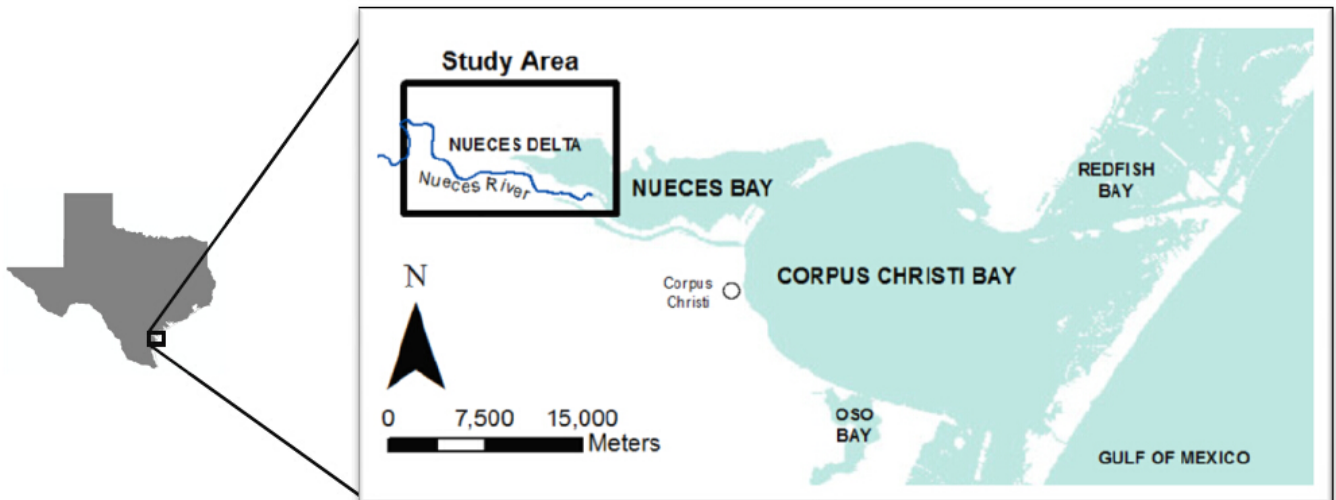 Study Area
NUECES DELTA
Nueces River
NUECES BAY
REDFISH
BAY
CORPUS CHRISTI BAY
Corpus
Christi
N
0 7,500 15,000
Meters
OSO
BAY
GULF OF MEXICO